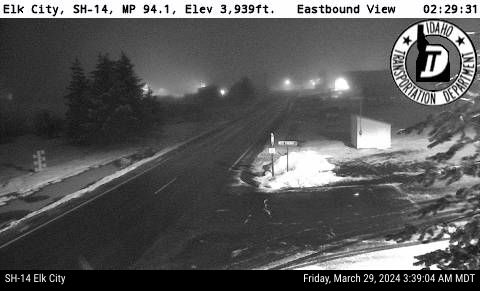 Elk City, SH-14, MP 94.1, Elev 3,939ft. Eastbound View 02:29:31
IDAHO
TRANSPORTATION DEPARTMENT
SH-14 Elk City Friday, March 29, 2024 3:39:04 AM MDT